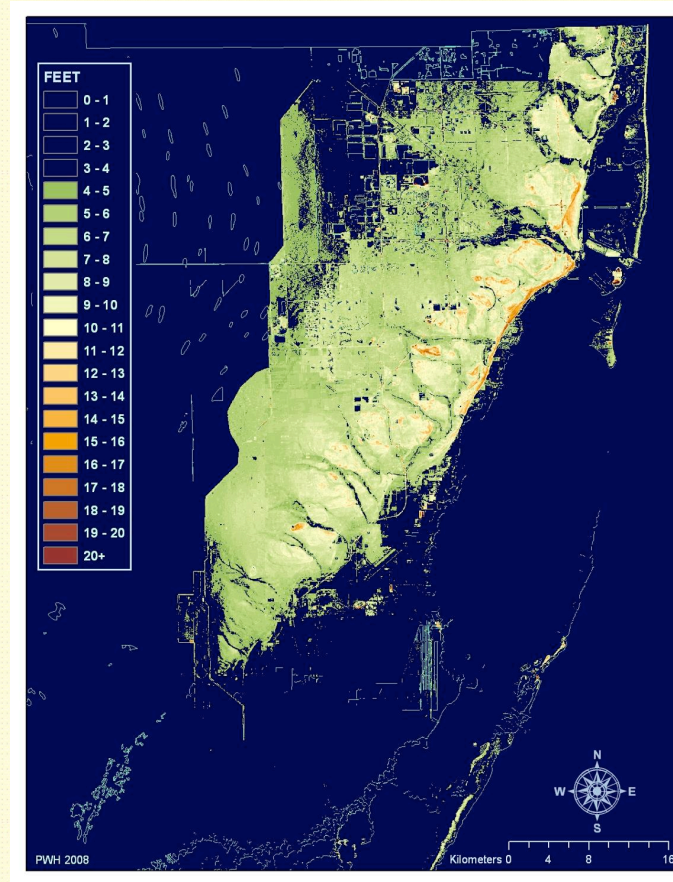 FEET
0 - 1
1 - 2
2 - 3
3 - 4
4 - 5
5 - 6
6 - 7
7 - 8
8 - 9
9 - 10
10 - 11
11 - 12
12 - 13
13 - 14
14 - 15
15 - 16
16 - 17
17 - 18
18 - 19
19 - 20
20+
N
W E
S
PWH 2008
Kilometers 0 4 8 16